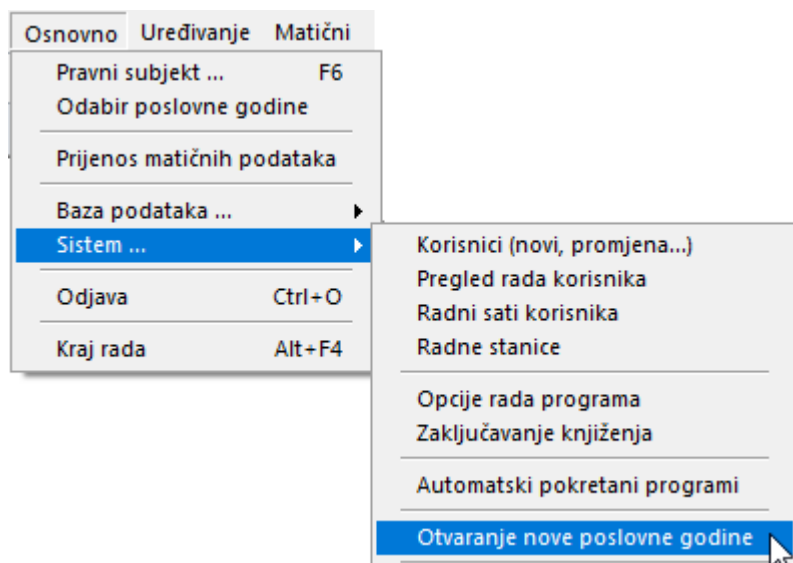 Osnovno Uređivanje Matični
Pravni subjekt ... F6
Odabir poslovne godine
Prijenos matičnih podataka
Baza podataka ...
Sistem ...
Odjava Ctrl+O
Kraj rada Alt+F4
Korisnici (novi, promjena...)
Pregled rada korisnika
Radni sati korisnika
Radne stanice
Opcije rada programa
Zaključavanje knjiženja
Automatski pokretani programi
Otvaranje nove poslovne godine